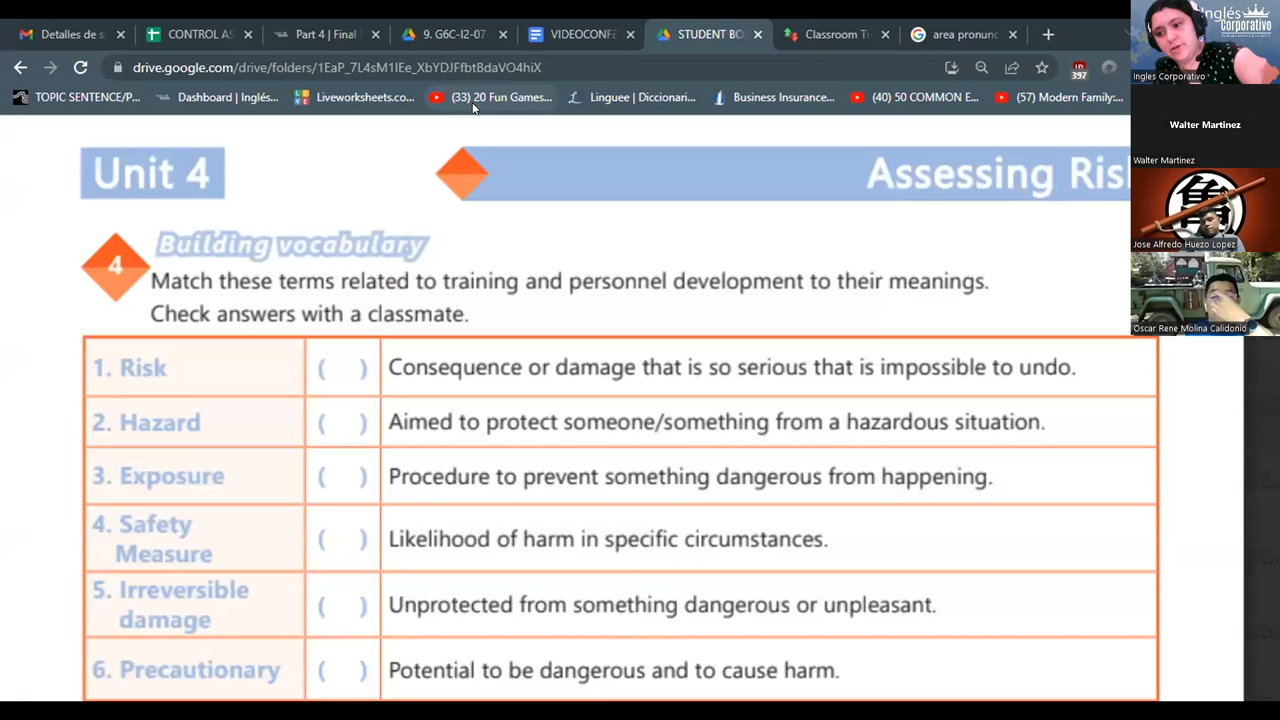 Detalles de s
CONTROL AS
Part 4 | Final
9. G6C-I2-07-
VIDEOCONFE
STUDENT BO
Classroom Ti
area pronunc
drive.google.com/drive/folders/1EaP_7L4sM1IEe_XbYDJFfbtBdaVO4hiX
397
TOPIC SENTENCE/P...
Dashboard | Inglés...
Liveworksheets.co...
(33) 20 Fun Games...
Linguee | Diccionari...
Business Insurance...
(40) 50 COMMON E...
(57) Modern Family:...
Inglés
Corporativo
Ingles Corporativo
Walter Martinez
Walter Martinez
Jose Alfredo Huezo Lopez
Oscar Rene Molina Calidonio
Unit 4
Assessing Ris
4
Building vocabulary
Match these terms related to training and personnel development to their meanings.
Check answers with a classmate.
1. Risk ( ) Consequence or damage that is so serious that is impossible to undo.
2. Hazard ( ) Aimed to protect someone/something from a hazardous situation.
3. Exposure ( ) Procedure to prevent something dangerous from happening.
4. Safety
Measure ( ) Likelihood of harm in specific circumstances.
5. Irreversible
damage ( ) Unprotected from something dangerous or unpleasant.
6. Precautionary ( ) Potential to be dangerous and to cause harm.